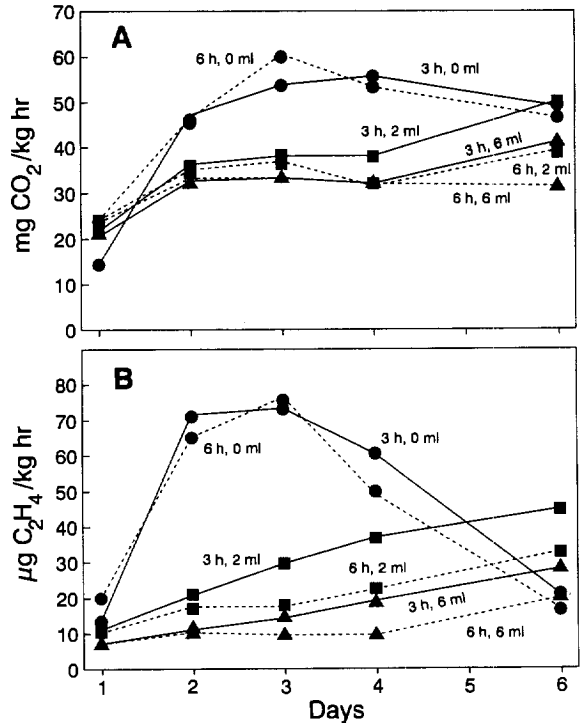 70
60
50
40
30
20
10
0
mg CO2/kg hr
A
6 h, 0 ml
3 h, 0 ml
3 h, 2 ml
3 h, 6 ml
6 h, 2 ml
6 h, 6 ml
80
70
60
50
40
30
20
10
0
µg C2H4/kg hr
B
3 h, 0 ml
6 h, 0 ml
3 h, 2 ml
6 h, 2 ml
3 h, 6 ml
6 h, 6 ml
1 2 3 4 5 6
Days